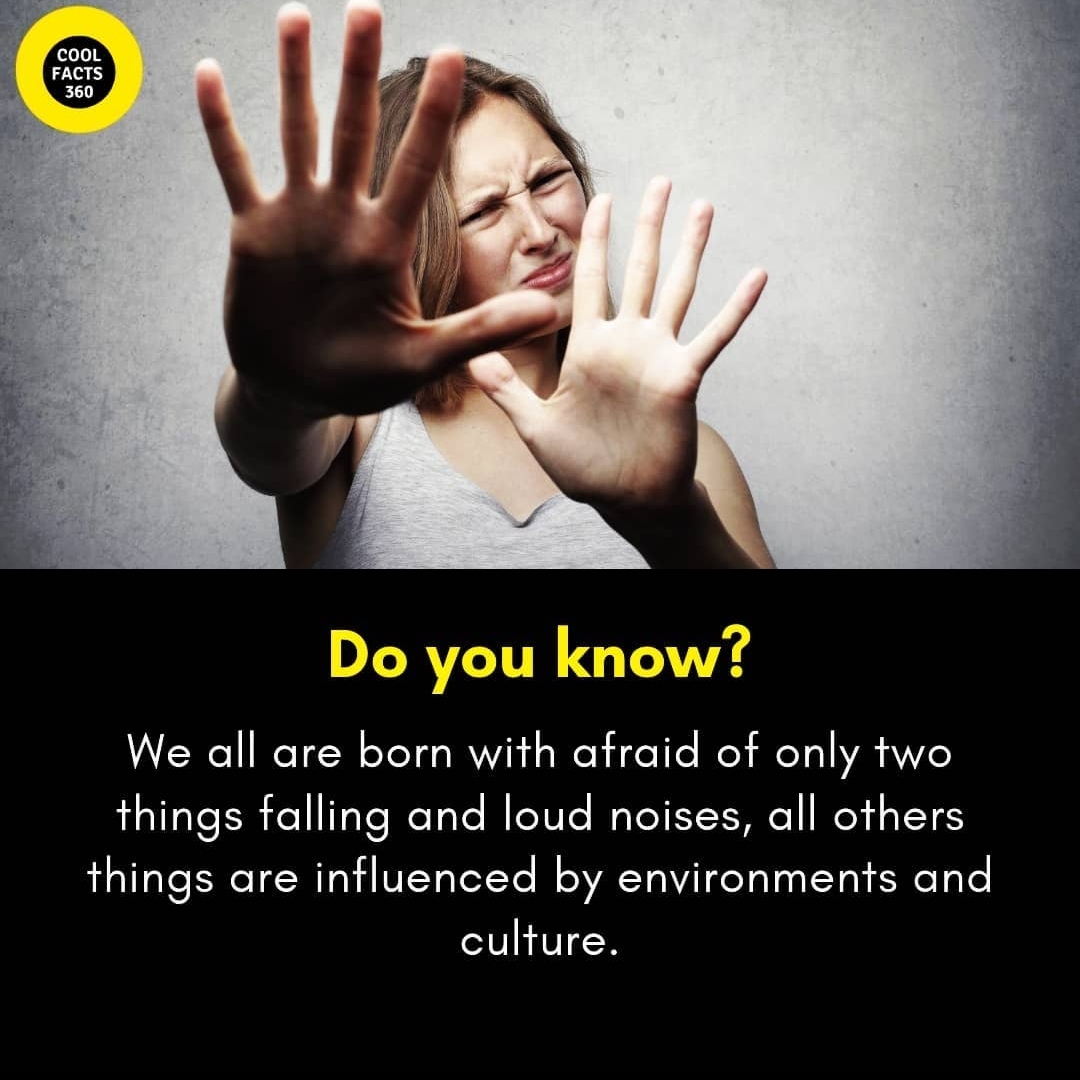 COOL
FACTS
360
Do you know?
We all are born with afraid of only two
things falling and loud noises, all others
things are influenced by environments and
culture.